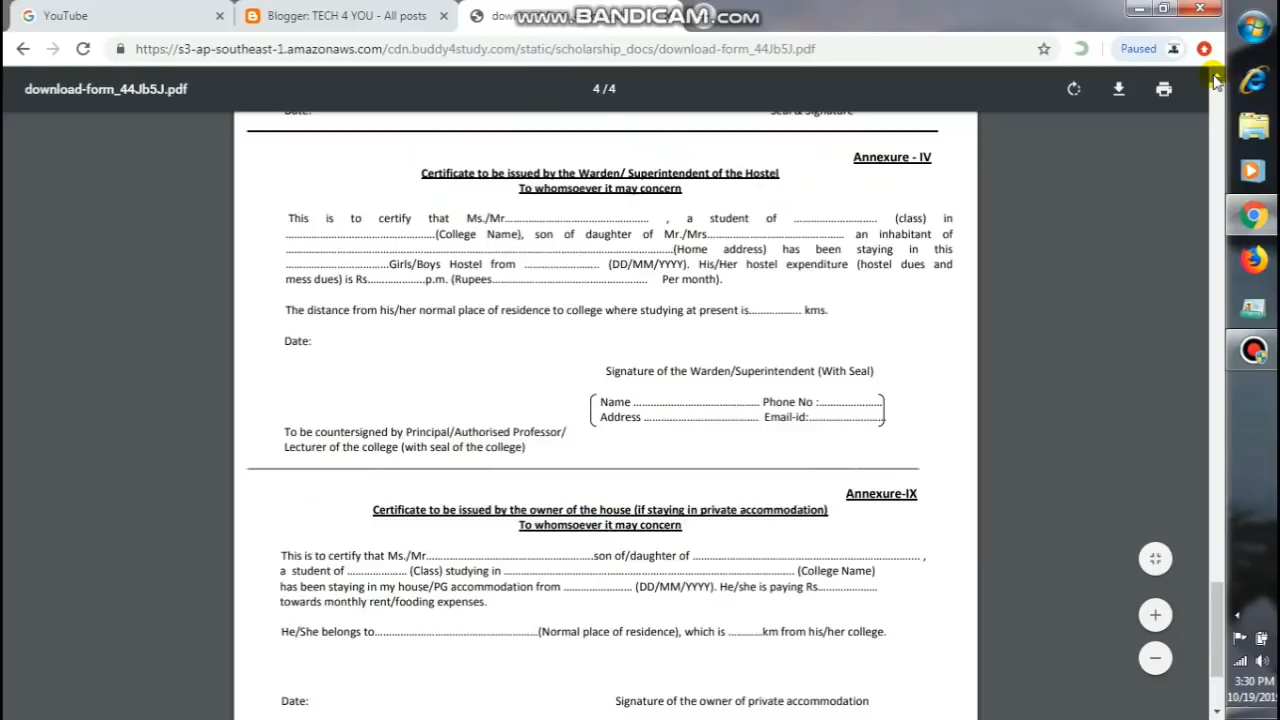 YouTube
Blogger: TECH 4 YOU - All posts
www.BANDICAM.com
https://s3-ap-southeast-1.amazonaws.com/cdn.buddy4study.com/static/scholarship_docs/download-form_44Jb5J.pdf
Paused
download-form_44Jb5J.pdf
4 / 4
Annexure - IV
Certificate to be issued by the Warden/ Superintendent of the Hostel
To whomsoever it may concern
This is to certify that Ms./Mr.................................................. , a student of ............................. (class) in
....................................................(College Name), son of daughter of Mr./Mrs............................................... an inhabitant of
........................................................................................................................................(Home address) has been staying in this
....................................Girls/Boys Hostel from .......................... (DD/MM/YYYY). His/Her hostel expenditure (hostel dues and
mess dues) is Rs....................p.m. (Rupees...................................................... Per month).
The distance from his/her normal place of residence to college where studying at present is.................. kms.
Date:
Signature of the Warden/Superintendent (With Seal)
Name ............................................ Phone No :......................
Address ........................................ Email-id:...........................
To be countersigned by Principal/Authorised Professor/
Lecturer of the college (with seal of the college)
Annexure-IX
Certificate to be issued by the owner of the house (if staying in private accommodation)
To whomsoever it may concern
This is to certify that Ms./Mr..........................................................son of/daughter of ............................................................................... ,
a student of ..................... (Class) studying in ..................................................................................................... (College Name)
has been staying in my house/PG accommodation from ........................ (DD/MM/YYYY). He/she is paying Rs.....................
towards monthly rent/fooding expenses.
He/She belongs to.........................................................(Normal place of residence), which is ............km from his/her college.
Date:
Signature of the owner of private accommodation
3:30 PM